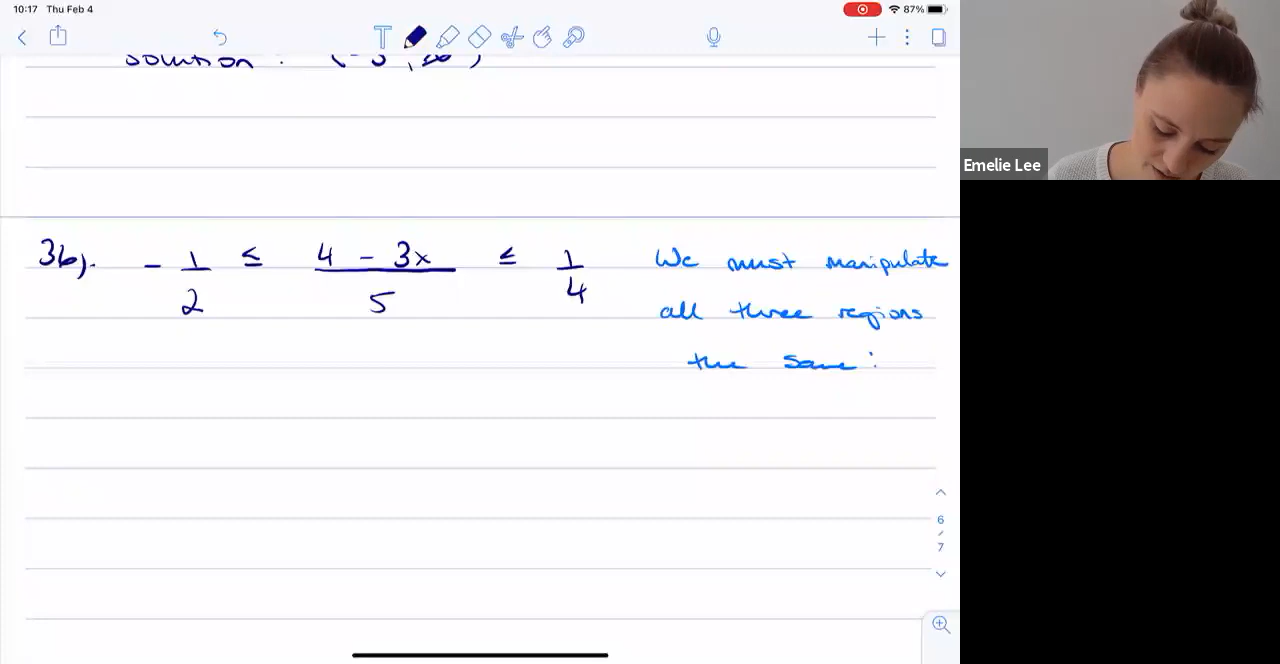 10:17 Thu Feb 4
87%
Solution :
Emelie Lee
3b). - 1/2 ≤ (4 - 3x)/5 ≤ 1/4
We must manipulate
all three regions
the same:
6
/
7